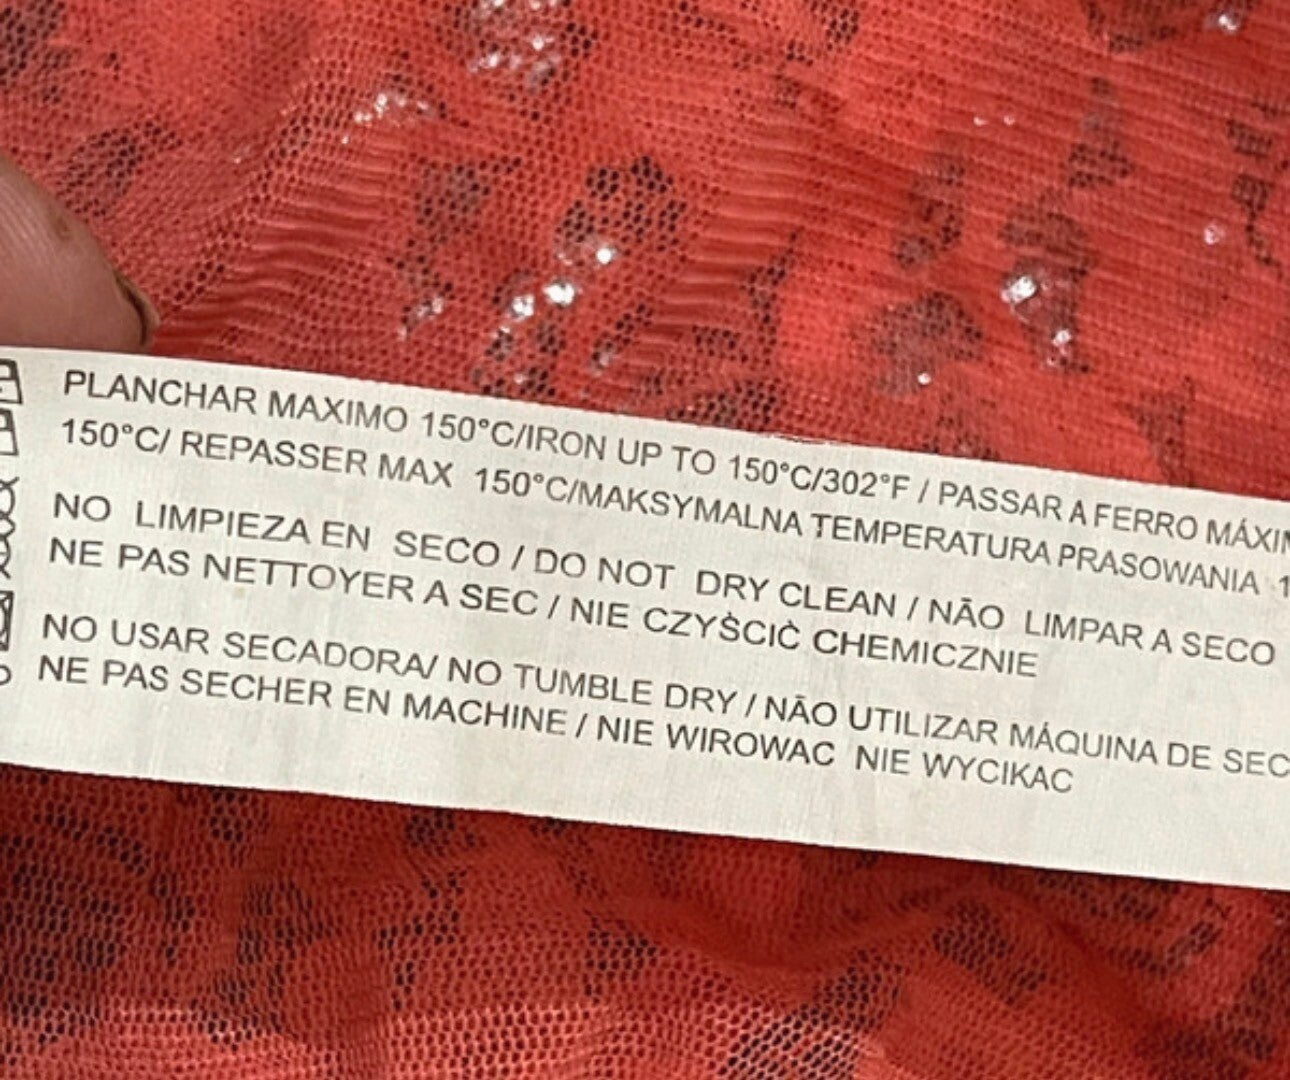 PLANCHAR MAXIMO 150°C/IRON UP TO 150°C/302°F / PASSAR A FERRO
150°C/ REPASSER MAX 150°C/MAKSYMALNA TEMPERATURA PRASOWANIA
NO LIMPIEZA EN SECO / DO NOT DRY CLEAN / NÃO LIMPAR A SECO
NE PAS NETTOYER A SEC / NIE CZYŚCIĆ CHEMICZNIE
NO USAR SECADORA/ NO TUMBLE DRY / NÃO UTILIZAR MÁQUINA DE
NE PAS SECHER EN MACHINE / NIE WIROWAC NIE WYCIKAC